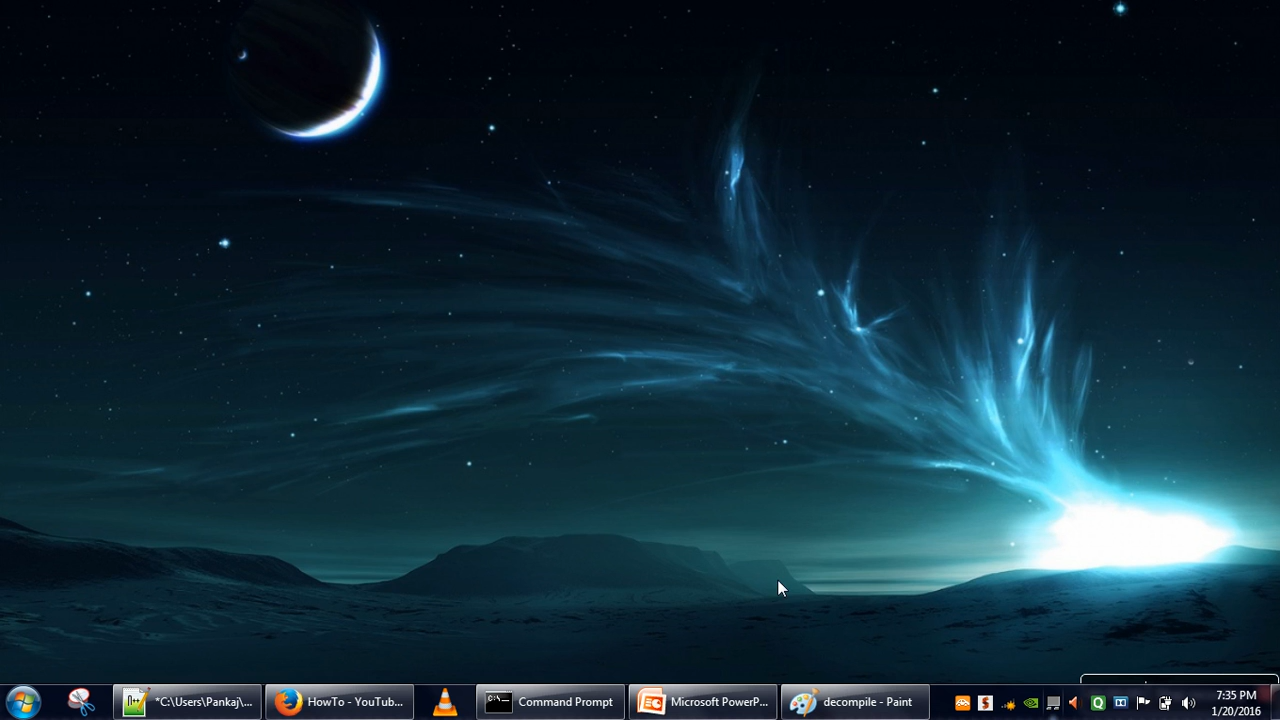 *C:\Users\Pankaj\...
HowTo - YouTub...
Command Prompt
Microsoft PowerP...
decompile - Paint
7:35 PM
1/20/2016